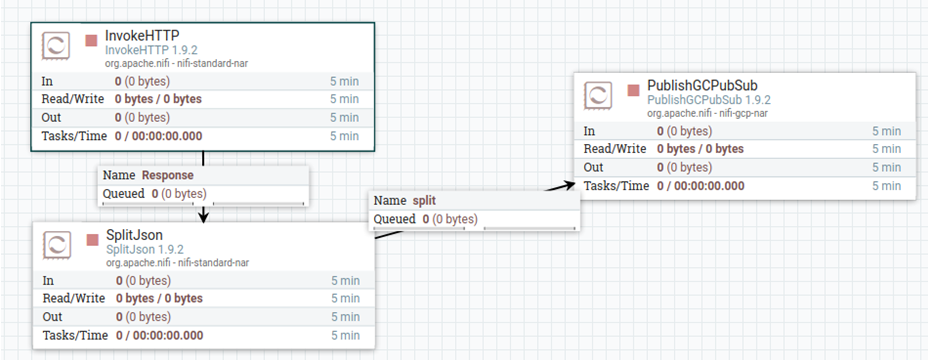 InvokeHTTP
InvokeHTTP 1.9.2
org.apache.nifi - nifi-standard-nar
In 0 (0 bytes) 5 min
Read/Write 0 bytes / 0 bytes 5 min
Out 0 (0 bytes) 5 min
Tasks/Time 0 / 00:00:00.000 5 min
Name Response
Queued 0 (0 bytes)
SplitJson
SplitJson 1.9.2
org.apache.nifi - nifi-standard-nar
In 0 (0 bytes) 5 min
Read/Write 0 bytes / 0 bytes 5 min
Out 0 (0 bytes) 5 min
Tasks/Time 0 / 00:00:00.000 5 min
Name split
Queued 0 (0 bytes)
PublishGCPubSub
PublishGCPubSub 1.9.2
org.apache.nifi - nifi-gcp-nar
In 0 (0 bytes) 5 min
Read/Write 0 bytes / 0 bytes 5 min
Out 0 (0 bytes) 5 min
Tasks/Time 0 / 00:00:00.000 5 min